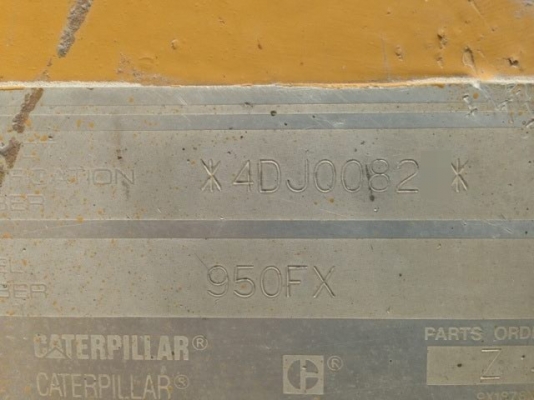 *4DJ0082 *
950FX
PARTS ORD
CATERPILLAR®
CATERPILLAR®
Z